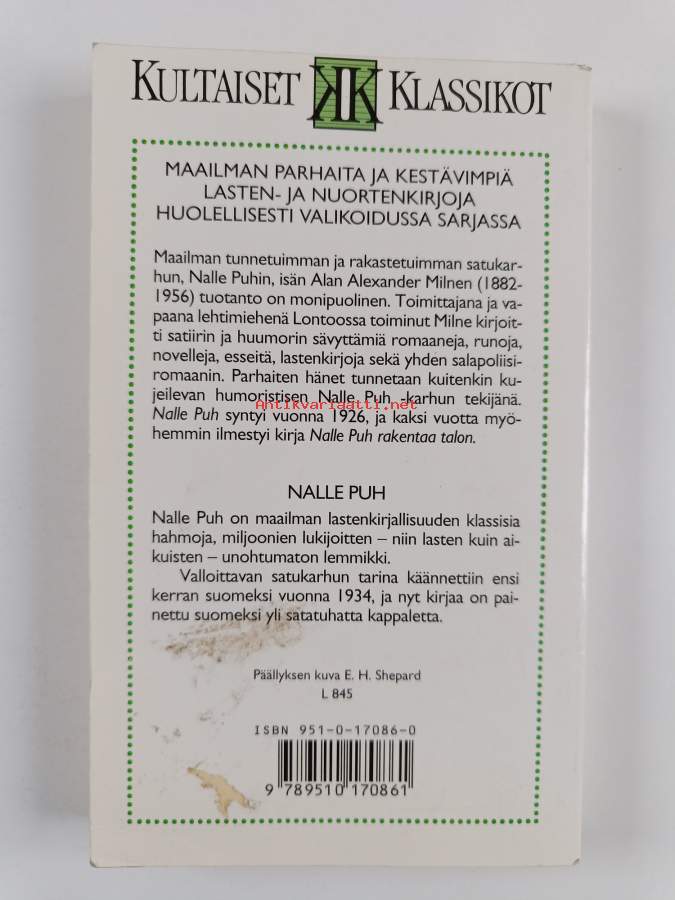 KULTAISET KK KLASSIKOT
MAAILMAN PARHAITA JA KESTÄVIMPIÄ
LASTEN- JA NUORTENKIRJOJA
HUOLELLISESTI VALIKOIDUSSA SARJASSA
Maailman tunnetuimman ja rakastetuimman satukar-
hun, Nalle Puhin, isän Alan Alexander Milnen (1882-
1956) tuotanto on monipuolinen. Toimittajana ja va-
paana lehtimiehenä Lontoossa toiminut Milne kirjoit-
ti satiirin ja huumorin sävyttämiä romaaneja, runoja,
novelleja, esseitä, lastenkirjoja sekä yhden salapoliisi-
romaanin. Parhaiten hänet tunnetaan kuitenkin ku-
jeilevan humoristisen Nalle Puh -karhun tekijänä.
Antikvariaatti.net
Nalle Puh syntyi vuonna 1926, ja kaksi vuotta myö-
hemmin ilmestyi kirja Nalle Puh rakentaa talon.
NALLE PUH
Nalle Puh on maailman lastenkirjallisuuden klassisia
hahmoja, miljoonien lukijoitten – niin lasten kuin ai-
kuisten – unohtumaton lemmikki.
Valloittavan satukarhun tarina käännettiin ensi
kerran suomeksi vuonna 1934, ja nyt kirjaa on pai-
nettu suomeksi yli satatuhatta kappaletta.
Päällyksen kuva E. H. Shepard
L 845
ISBN 951-0-17086-0
9 789510 170861